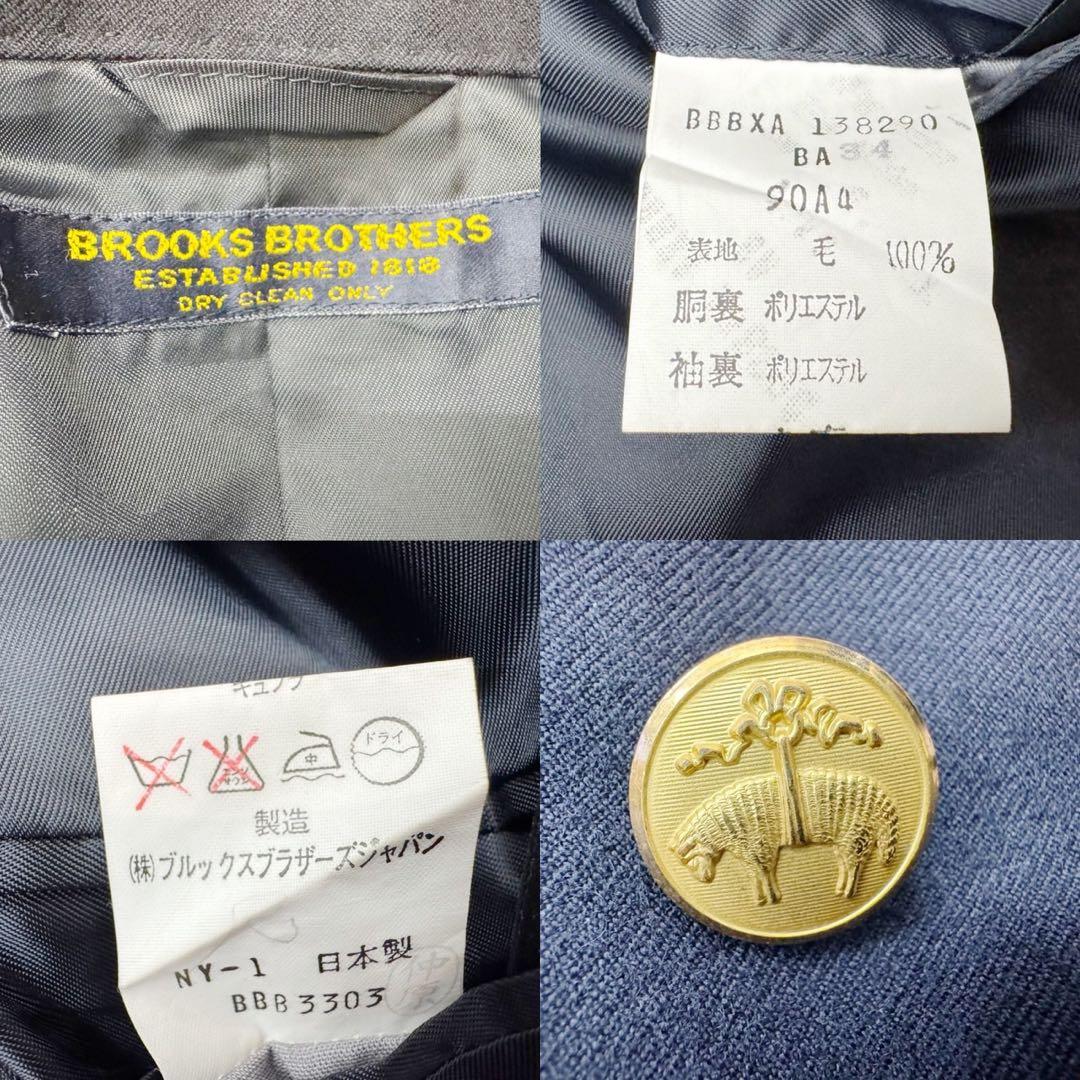 BROOKS BROTHERS
ESTABLISHED 1818
DRY CLEAN ONLY
BBBXA 138290
BA34
90A4
表地 毛 100%
胴裏 ポリエステル
袖裏 ポリエステル
ドライ
中
製造
(株)ブルックスブラザーズジャパン
NY-1 日本製
BBB3303